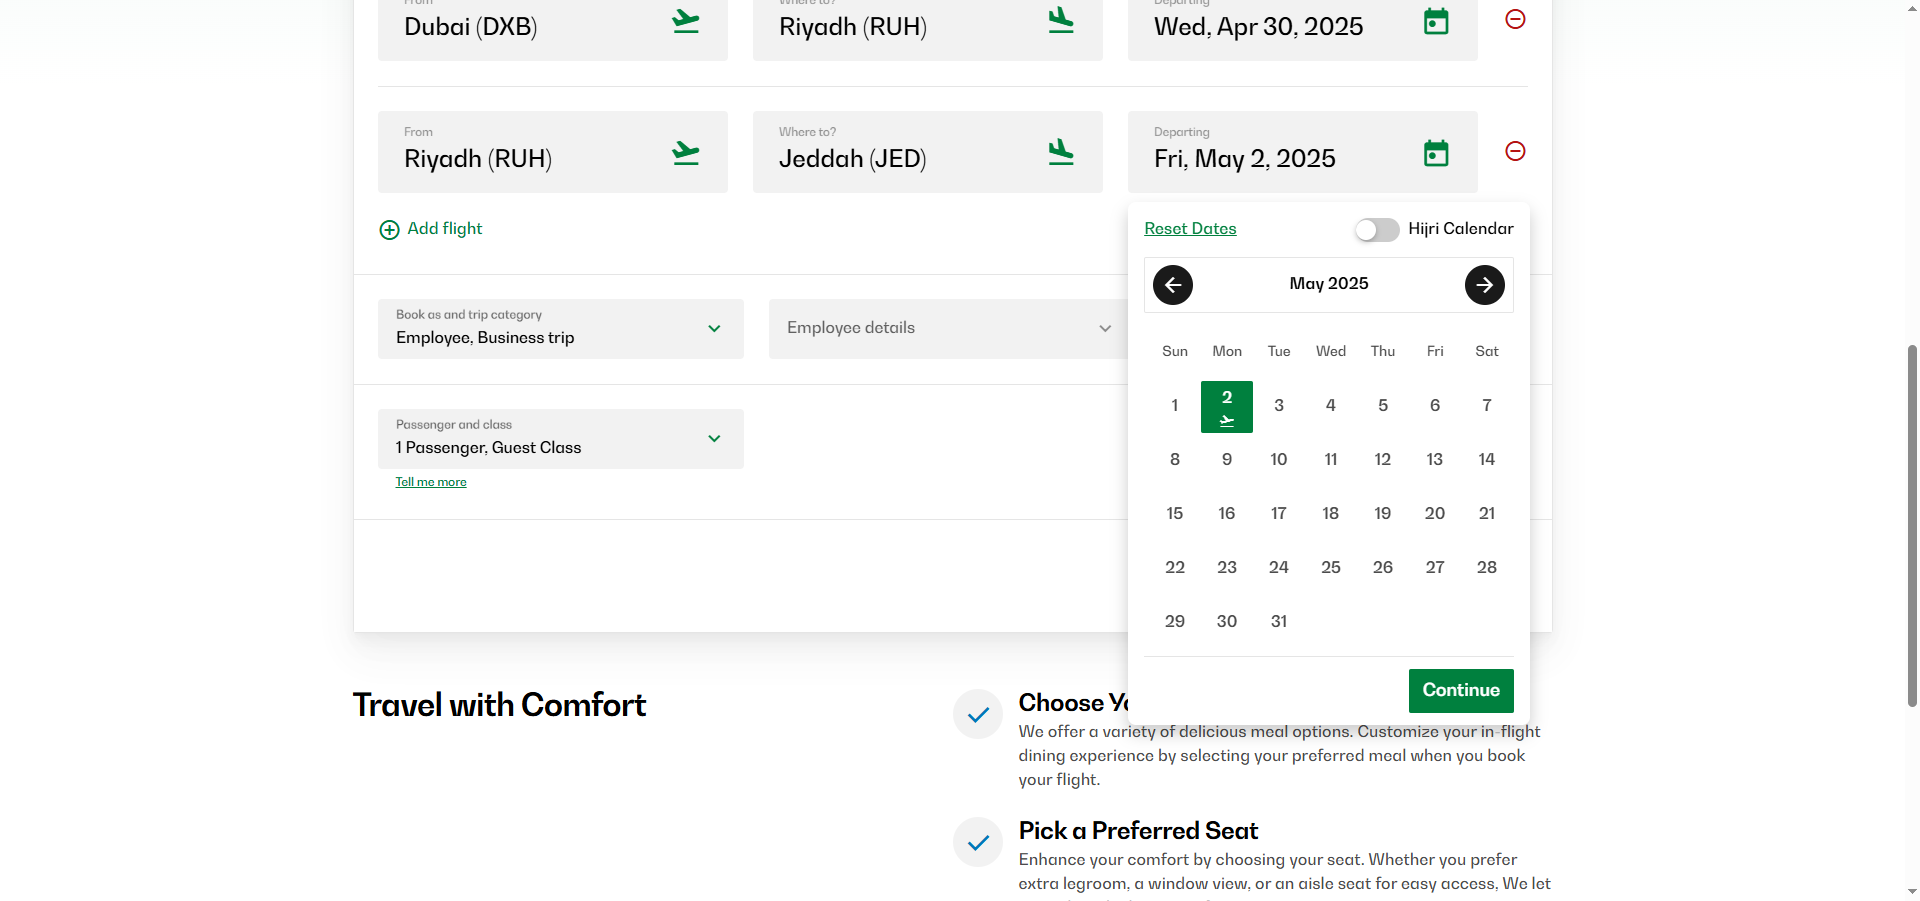 From
Where to?
Departing
Dubai (DXB)
Riyadh (RUH)
Wed, Apr 30, 2025
From
Where to?
Departing
Riyadh (RUH)
Jeddah (JED)
Fri, May 2, 2025
Add flight
Reset Dates
Hijri Calendar
May 2025
Book as and trip category
Employee, Business trip
Employee details
Sun Mon Tue Wed Thu Fri Sat
1 2 3 4 5 6 7
8 9 10 11 12 13 14
15 16 17 18 19 20 21
22 23 24 25 26 27 28
29 30 31
Continue
Passenger and class
1 Passenger, Guest Class
Tell me more
Travel with Comfort
Choose
We offer a variety of delicious meal options. Customize your in-flight
dining experience by selecting your preferred meal when you book
your flight.
Pick a Preferred Seat
Enhance your comfort by choosing your seat. Whether you prefer
extra legroom, a window view, or an aisle seat for easy access, We let